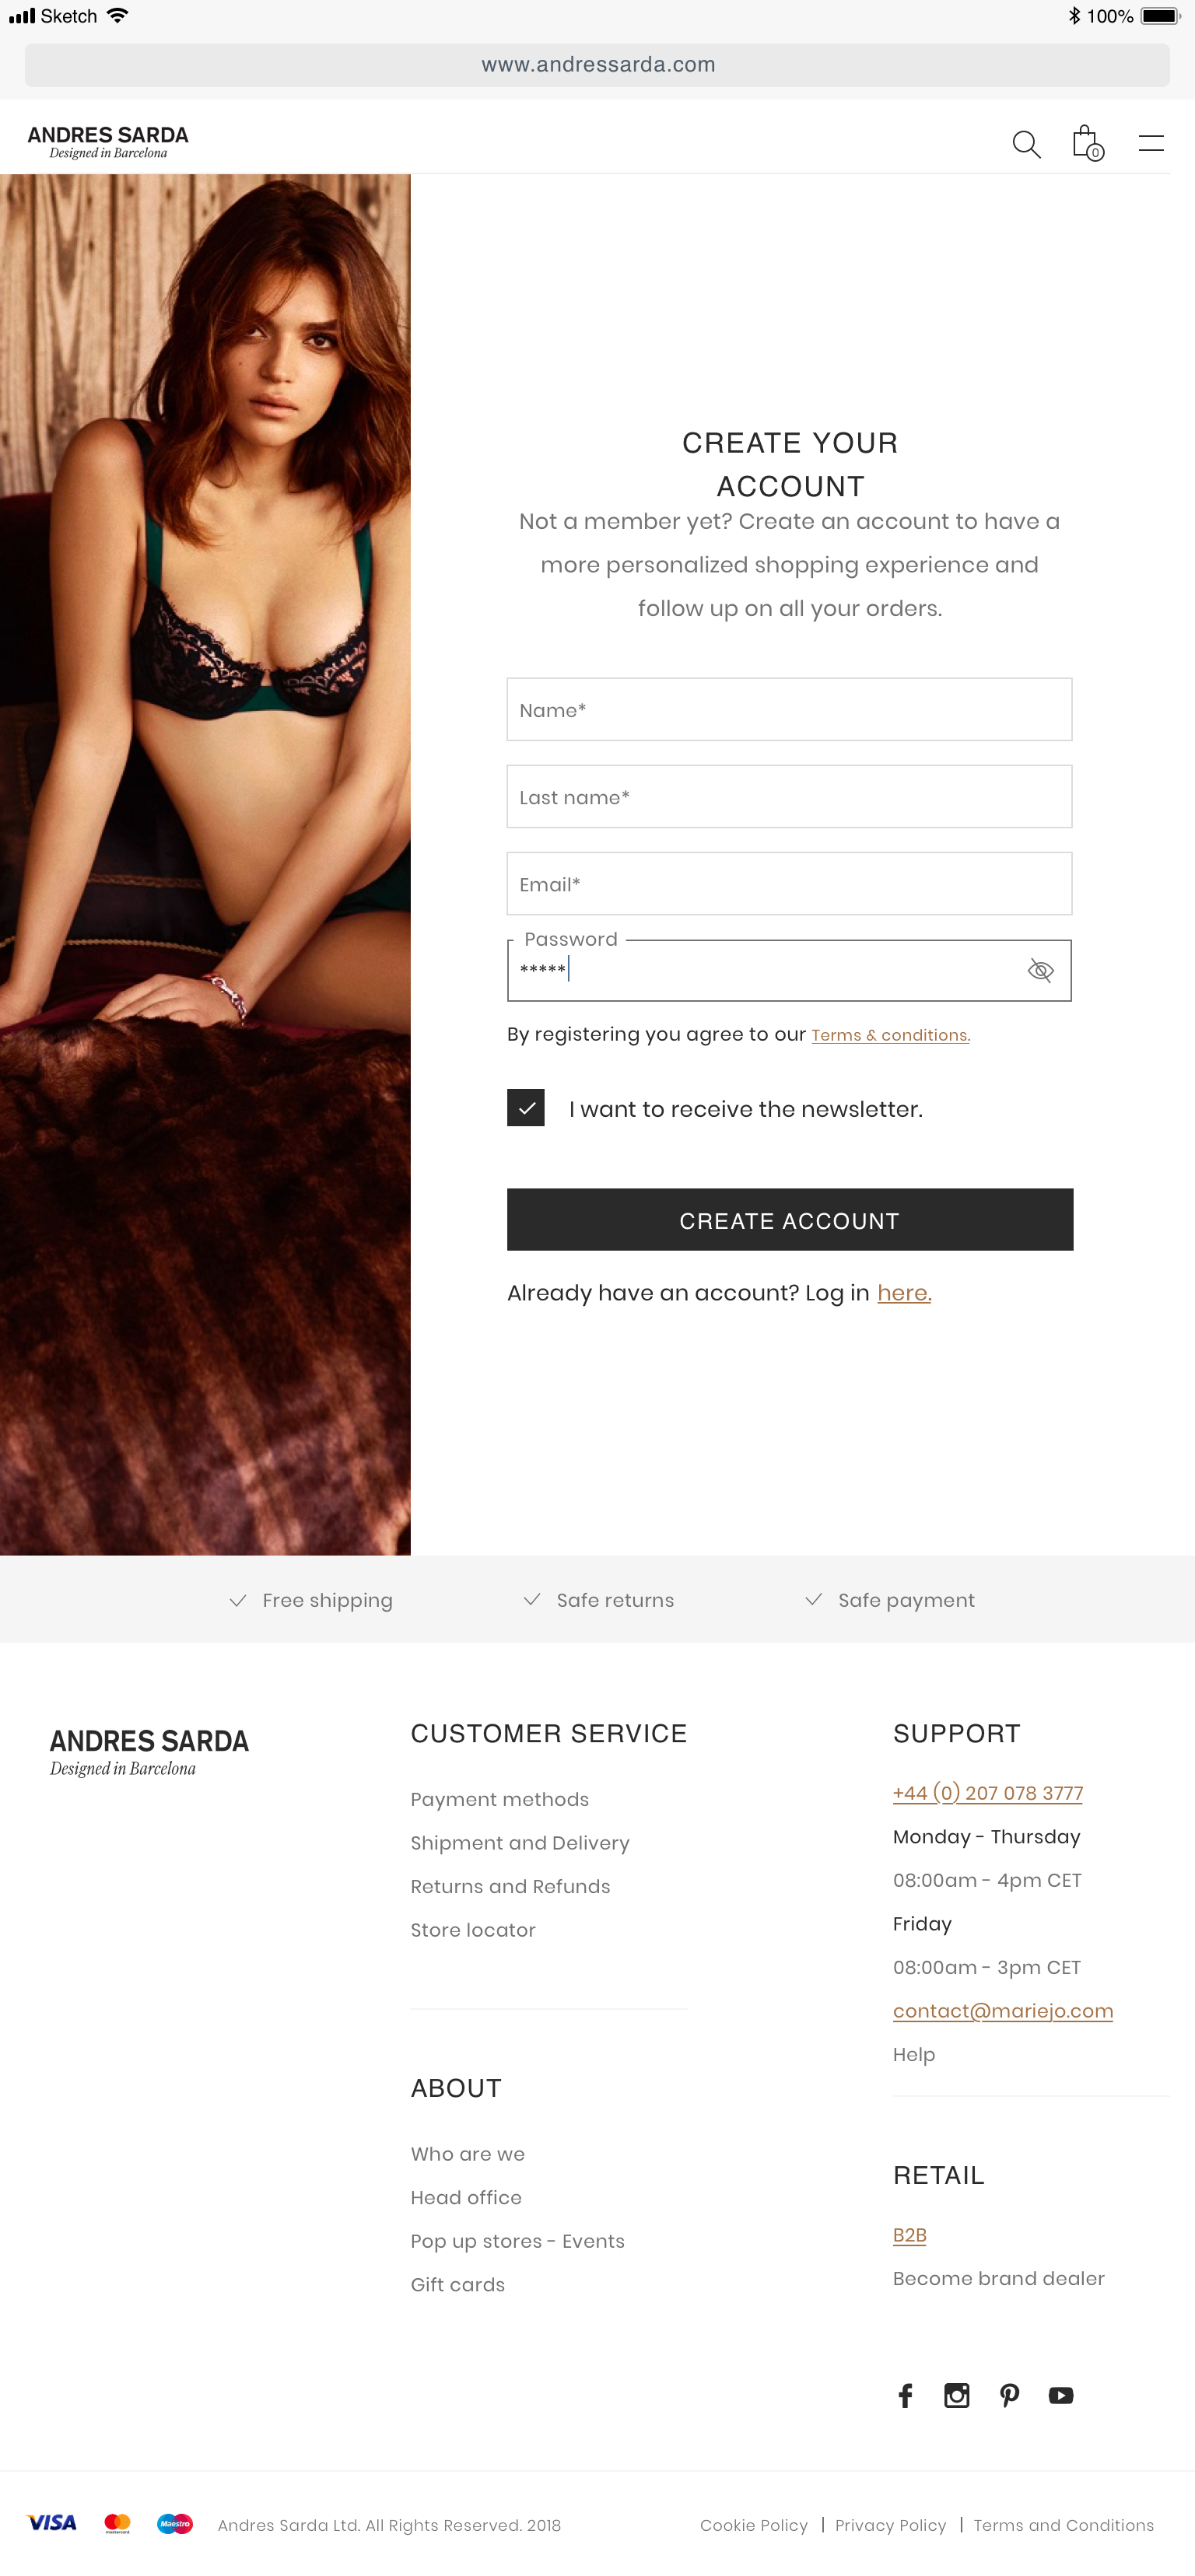 Sketch
100%
www.andressarda.com
ANDRES SARDA
Designed in Barcelona
0
CREATE YOUR
ACCOUNT
Not a member yet? Create an account to have a
more personalized shopping experience and
follow up on all your orders.
Name*
Last name*
Email*
Password
*****
By registering you agree to our Terms & conditions.
I want to receive the newsletter.
CREATE ACCOUNT
Already have an account? Log in here.
Free shipping
Safe returns
Safe payment
ANDRES SARDA
Designed in Barcelona
CUSTOMER SERVICE
Payment methods
Shipment and Delivery
Returns and Refunds
Store locator
ABOUT
Who are we
Head office
Pop up stores - Events
Gift cards
SUPPORT
+44 (0) 207 078 3777
Monday - Thursday
08:00am - 4pm CET
Friday
08:00am - 3pm CET
contact@mariejo.com
Help
RETAIL
B2B
Become brand dealer
VISA
mastercard
Maestro
Andres Sarda Ltd. All Rights Reserved. 2018
Cookie Policy | Privacy Policy | Terms and Conditions